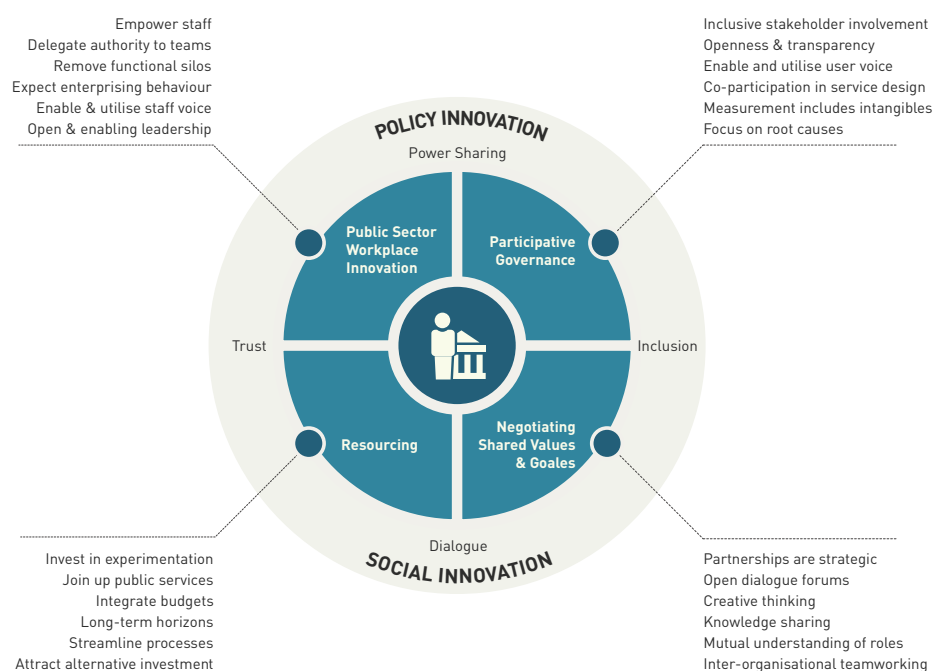 Empower staff
Delegate authority to teams
Remove functional silos
Expect enterprising behaviour
Enable & utilise staff voice
Open & enabling leadership
Inclusive stakeholder involvement
Openness & transparency
Enable and utilise user voice
Co-participation in service design
Measurement includes intangibles
Focus on root causes
POLICY INNOVATION
Power Sharing
Public Sector
Workplace
Innovation
Participative
Governance
Trust
Inclusion
Resourcing
Negotiating
Shared Values
& Goales
Dialogue
SOCIAL INNOVATION
Invest in experimentation
Join up public services
Integrate budgets
Long-term horizons
Streamline processes
Attract alternative investment
Partnerships are strategic
Open dialogue forums
Creative thinking
Knowledge sharing
Mutual understanding of roles
Inter-organisational teamworking